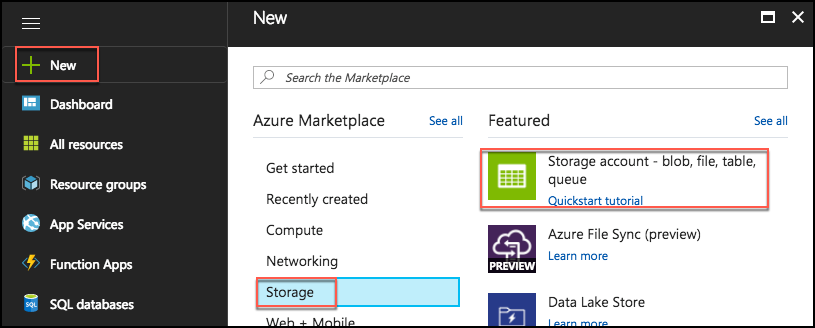 New
New
Dashboard
All resources
Resource groups
App Services
Function Apps
SQL databases
Search the Marketplace
Azure Marketplace
See all
Get started
Recently created
Compute
Networking
Storage
Web + Mobile
Featured
See all
Storage account - blob, file, table,
queue
Quickstart tutorial
Azure File Sync (preview)
Learn more
PREVIEW
Data Lake Store
Learn more
SQL